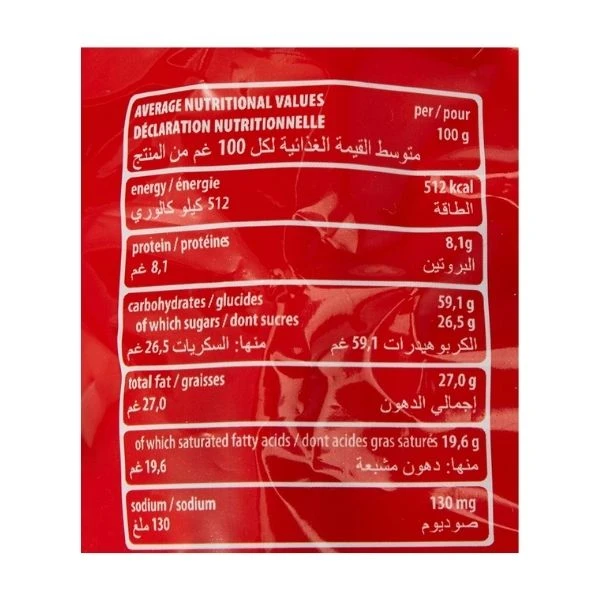 AVERAGE NUTRITIONAL VALUES
DÉCLARATION NUTRITIONNELLE
per / pour
100 g
متوسط القيمة الغذائية لكل 100 غم من المنتج
energy / énergie 512 kcal
الطاقة 512 كيلو كالوري
protein / protéines 8,1g
البروتين 8,1 غم
carbohydrates / glucides 59,1 g
of which sugars / dont sucres 26,5 g
الكربوهيدرات 59,1 غم منها: السكريات 26,5 غم
total fat / graisses 27,0 g
إجمالي الدهون 27,0 غم
of which saturated fatty acids / dont acides gras saturés 19,6 g
منها: دهون مشبعة 19,6 غم
sodium / sodium 130 mg
صوديوم 130 ملغ